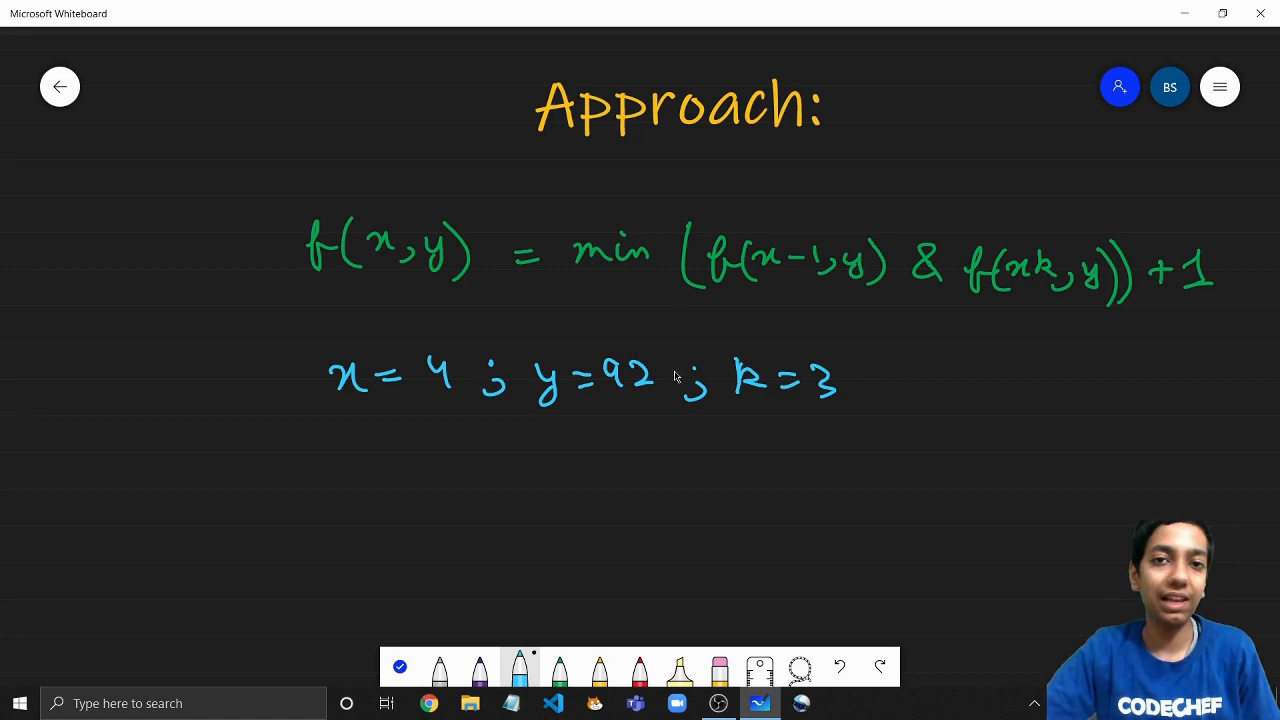 Microsoft Whiteboard
BS
Approach:
f(x,y) = min (f(x-1,y) & f(xk,y)) + 1
x = 4 ; y = 92 ; k = 3
CODECHEF
Type here to search